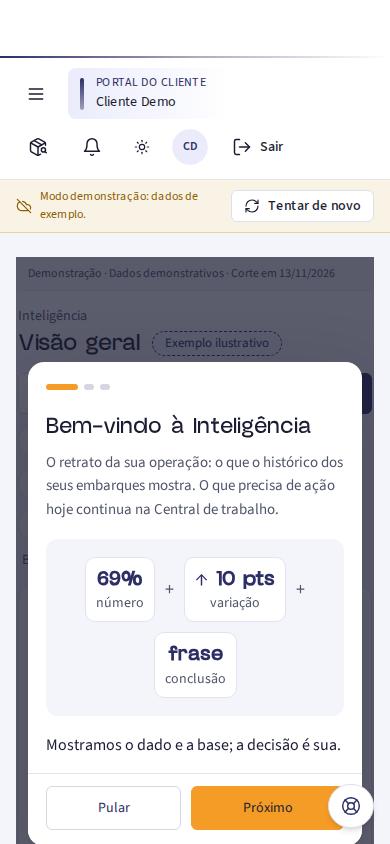 PORTAL DO CLIENTE
Cliente Demo
CD
Sair
Modo demonstração: dados de
exemplo.
Tentar de novo
Demonstração · Dados demonstrativos · Corte em 13/11/2026
Inteligência
Visão geral
Exemplo ilustrativo
Bem-vindo à Inteligência
O retrato da sua operação: o que o histórico dos
seus embarques mostra. O que precisa de ação
hoje continua na Central de trabalho.
69%
número
+
↑ 10 pts
variação
+
frase
conclusão
Mostramos o dado e a base; a decisão é sua.
Pular
Próximo